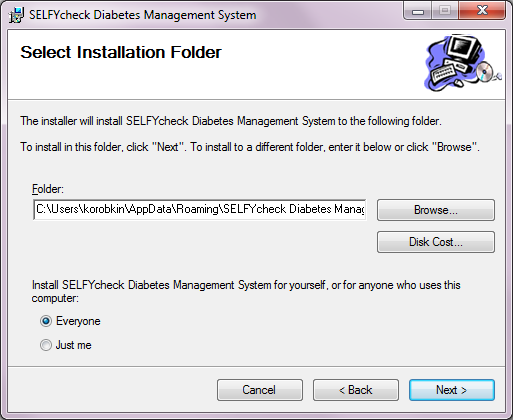 SELFYcheck Diabetes Management System
Select Installation Folder
The installer will install SELFYcheck Diabetes Management System to the following folder.
To install in this folder, click "Next". To install to a different folder, enter it below or click "Browse".
Folder:
C:\Users\korobkin\AppData\Roaming\SELFYcheck Diabetes Manag
Browse...
Disk Cost...
Install SELFYcheck Diabetes Management System for yourself, or for anyone who uses this
computer:
Everyone
Just me
Cancel
< Back
Next >